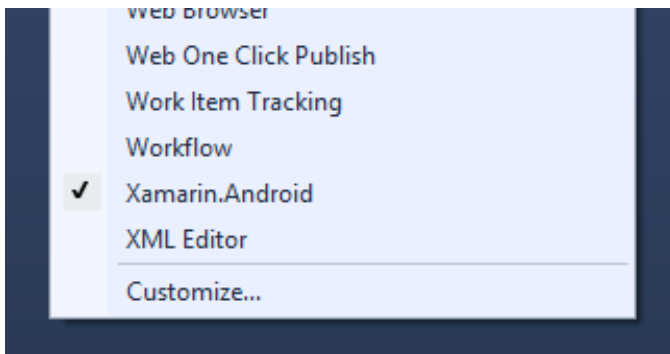 Web Browser
Web One Click Publish
Work Item Tracking
Workflow
Xamarin.Android
XML Editor
Customize...